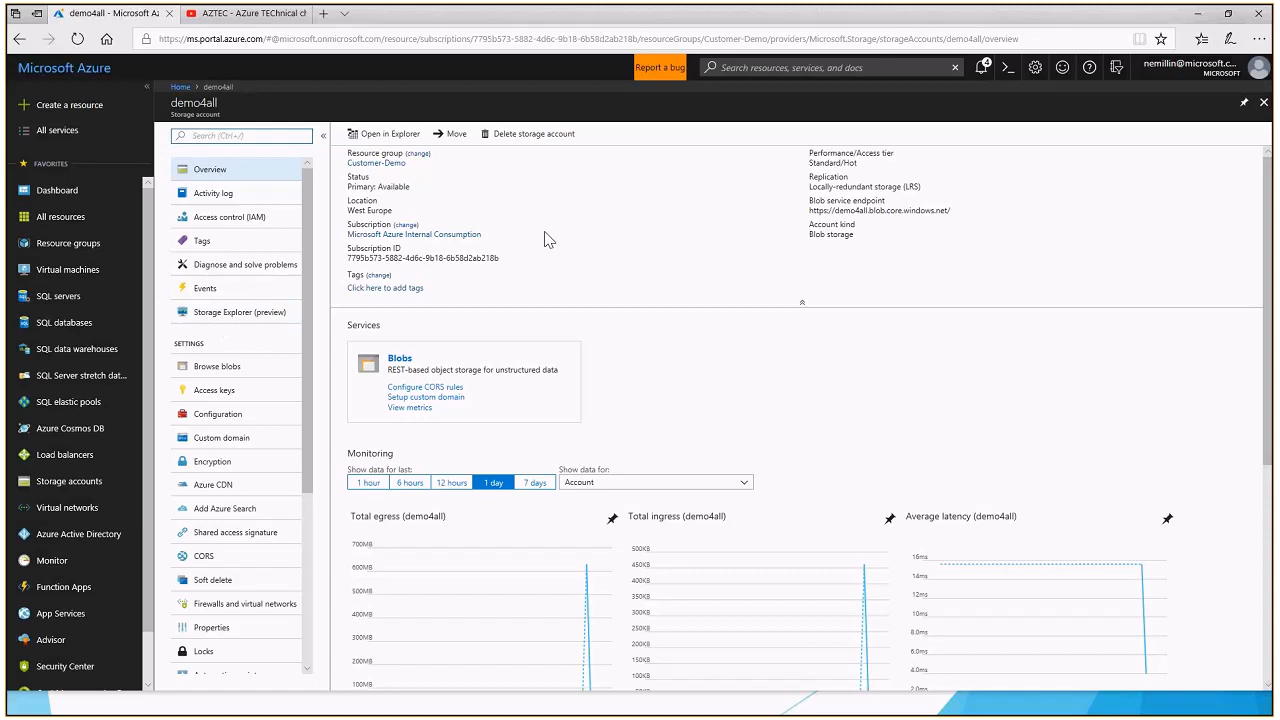 demo4all - Microsoft Az
AZTEC - AZure TEChnical ch
https://ms.portal.azure.com/#@microsoft.onmicrosoft.com/resource/subscriptions/7795b573-5882-4d6c-9b18-6b58d2ab218b/resourceGroups/Customer-Demo/providers/Microsoft.Storage/storageAccounts/demo4all/overview
Microsoft Azure
Report a bug
Search resources, services, and docs
4
nemillin@microsoft.c...
MICROSOFT
Home
demo4all
demo4all
Storage account
Create a resource
All services
FAVORITES
Dashboard
All resources
Resource groups
Virtual machines
SQL servers
SQL databases
SQL data warehouses
SQL Server stretch dat...
SQL elastic pools
Azure Cosmos DB
Load balancers
Storage accounts
Virtual networks
Azure Active Directory
Monitor
Function Apps
App Services
Advisor
Security Center
Search (Ctrl+/)
Overview
Activity log
Access control (IAM)
Tags
Diagnose and solve problems
Events
Storage Explorer (preview)
SETTINGS
Browse blobs
Access keys
Configuration
Custom domain
Encryption
Azure CDN
Add Azure Search
Shared access signature
CORS
Soft delete
Firewalls and virtual networks
Properties
Locks
Open in Explorer
Move
Delete storage account
Resource group (change)
Customer-Demo
Status
Primary: Available
Location
West Europe
Subscription (change)
Microsoft Azure Internal Consumption
Subscription ID
7795b573-5882-4d6c-9b18-6b58d2ab218b
Tags (change)
Click here to add tags
Performance/Access tier
Standard/Hot
Replication
Locally-redundant storage (LRS)
Blob service endpoint
https://demo4all.blob.core.windows.net/
Account kind
Blob storage
Services
Blobs
REST-based object storage for unstructured data
Configure CORS rules
Setup custom domain
View metrics
Monitoring
Show data for last:
1 hour
6 hours
12 hours
1 day
7 days
Show data for:
Account
Total egress (demo4all)
700MB
600MB
500MB
400MB
300MB
200MB
100MB
Total ingress (demo4all)
500KB
450KB
400KB
350KB
300KB
250KB
200KB
150KB
100KB
50KB
Average latency (demo4all)
16ms
14ms
12ms
10ms
8.0ms
6.0ms
4.0ms
2.0ms